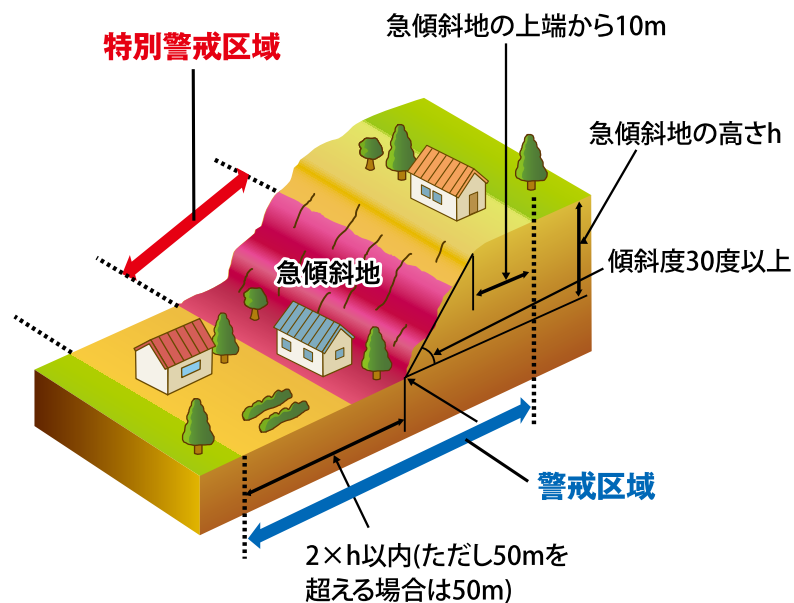 急傾斜地の上端から10m
特別警戒区域
急傾斜地の高さh
傾斜度30度以上
急傾斜地
警戒区域
2×h以内(ただし50mを
超える場合は50m)